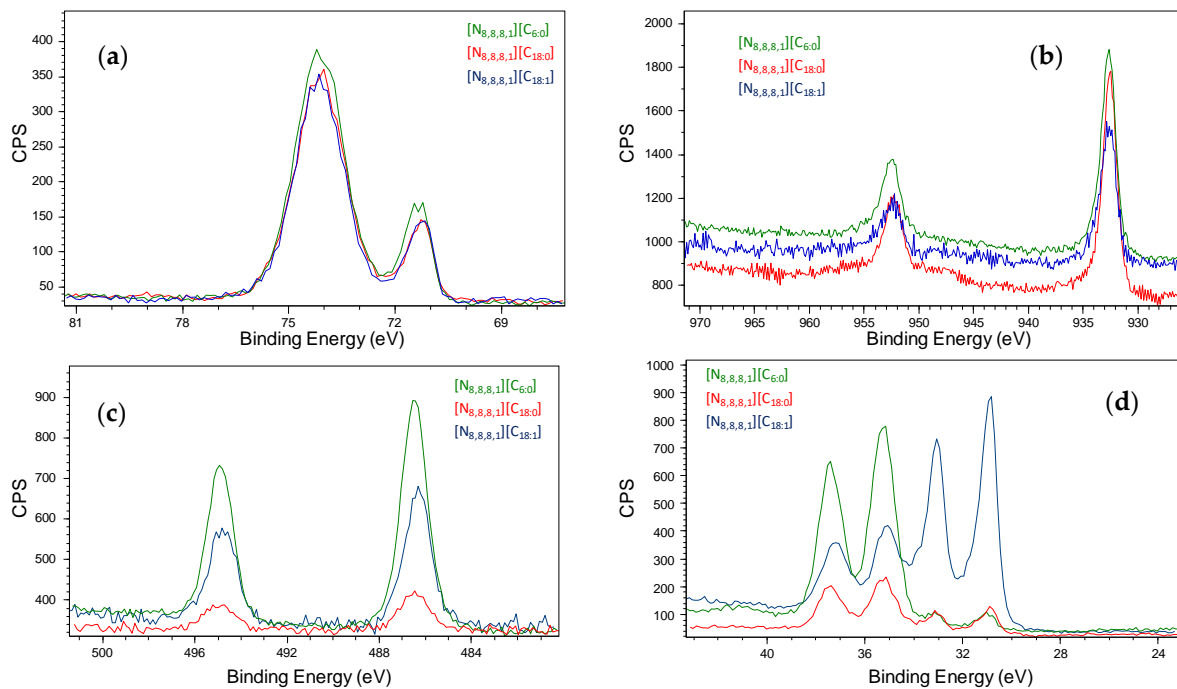 (a)
[N8,8,8,1][C6:0]
[N8,8,8,1][C18:0]
[N8,8,8,1][C18:1]
CPS
400
350
300
250
200
150
100
50
81 78 75 72 69
Binding Energy (eV)
(b)
[N8,8,8,1][C6:0]
[N8,8,8,1][C18:0]
[N8,8,8,1][C18:1]
CPS
2000
1800
1600
1400
1200
1000
800
970 965 960 955 950 945 940 935 930
Binding Energy (eV)
(c)
[N8,8,8,1][C6:0]
[N8,8,8,1][C18:0]
[N8,8,8,1][C18:1]
CPS
900
800
700
600
500
400
500 496 492 488 484
Binding Energy (eV)
(d)
[N8,8,8,1][C6:0]
[N8,8,8,1][C18:0]
[N8,8,8,1][C18:1]
CPS
1000
900
800
700
600
500
400
300
200
100
40 36 32 28 24
Binding Energy (eV)